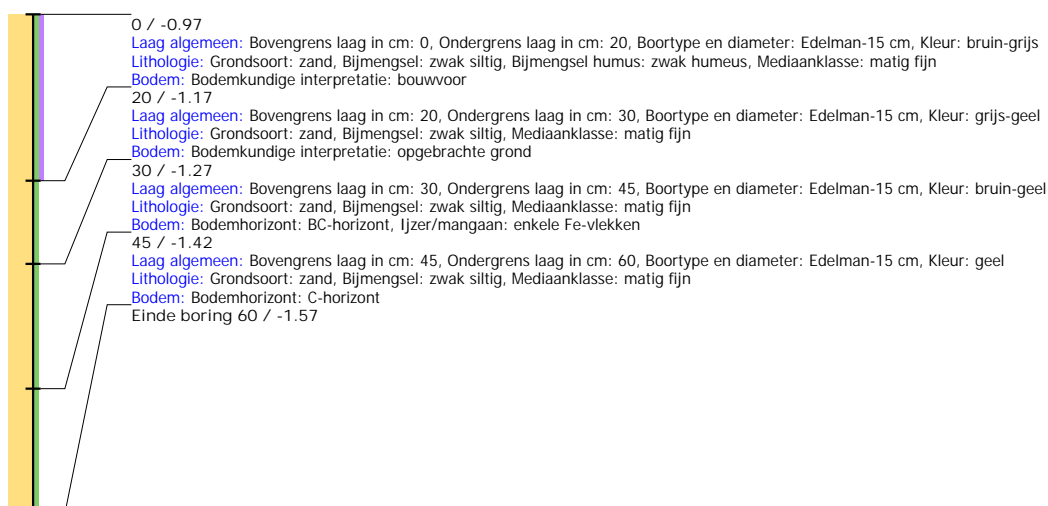 0 / -0.97
Laag algemeen: Bovengrens laag in cm: 0, Ondergrens laag in cm: 20, Boortype en diameter: Edelman-15 cm, Kleur: bruin-grijs
Lithologie: Grondsoort: zand, Bijmengsel: zwak siltig, Bijmengsel humus: zwak humeus, Mediaanklasse: matig fijn
Bodem: Bodemkundige interpretatie: bouwvoor
20 / -1.17
Laag algemeen: Bovengrens laag in cm: 20, Ondergrens laag in cm: 30, Boortype en diameter: Edelman-15 cm, Kleur: grijs-geel
Lithologie: Grondsoort: zand, Bijmengsel: zwak siltig, Mediaanklasse: matig fijn
Bodem: Bodemkundige interpretatie: opgebrachte grond
30 / -1.27
Laag algemeen: Bovengrens laag in cm: 30, Ondergrens laag in cm: 45, Boortype en diameter: Edelman-15 cm, Kleur: bruin-geel
Lithologie: Grondsoort: zand, Bijmengsel: zwak siltig, Mediaanklasse: matig fijn
Bodem: Bodemhorizont: BC-horizont, Ijzer/mangaan: enkele Fe-vlekken
45 / -1.42
Laag algemeen: Bovengrens laag in cm: 45, Ondergrens laag in cm: 60, Boortype en diameter: Edelman-15 cm, Kleur: geel
Lithologie: Grondsoort: zand, Bijmengsel: zwak siltig, Mediaanklasse: matig fijn
Bodem: Bodemhorizont: C-horizont
Einde boring 60 / -1.57